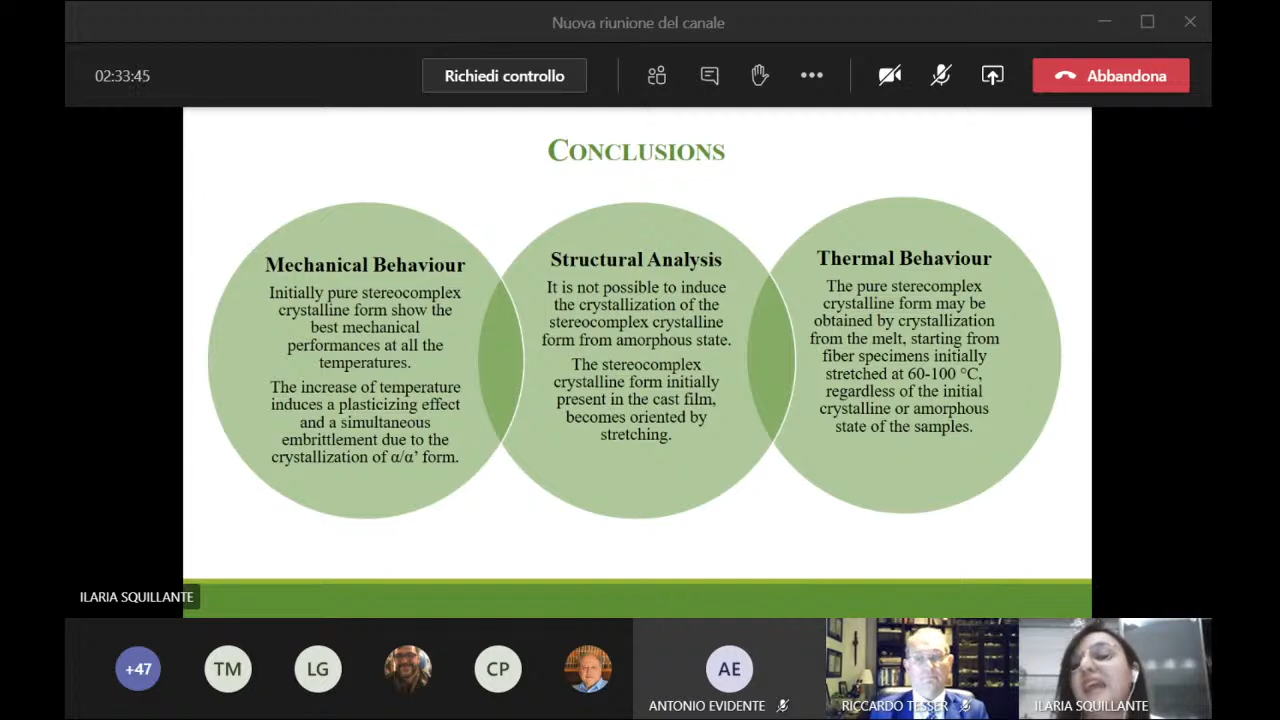 Nuova riunione del canale
02:33:45
Richiedi controllo
Abbandona
CONCLUSIONS
Mechanical Behaviour
Initially pure stereocomplex
crystalline form show the
best mechanical
performances at all the
temperatures.
The increase of temperature
induces a plasticizing effect
and a simultaneous
embrittlement due to the
crystallization of α/α’ form.
Structural Analysis
It is not possible to induce
the crystallization of the
stereocomplex crystalline
form from amorphous state.
The stereocomplex
crystalline form initially
present in the cast film,
becomes oriented by
stretching.
Thermal Behaviour
The pure sterecomplex
crystalline form may be
obtained by crystallization
from the melt, starting from
fiber specimens initially
stretched at 60-100 °C,
regardless of the initial
crystalline or amorphous
state of the samples.
ILARIA SQUILLANTE
+47
TM
LG
CP
AE
ANTONIO EVIDENTE
RICCARDO TESSER
ILARIA SQUILLANTE